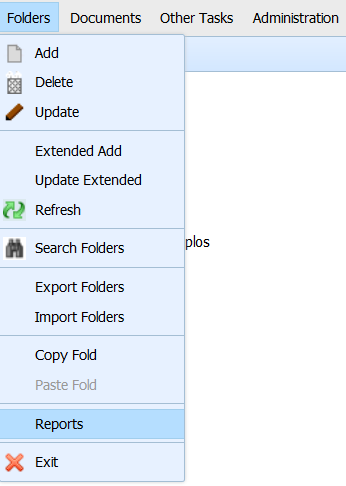 Folders Documents Other Tasks Administration
Add
Delete
Update
Extended Add
Update Extended
Refresh
Search Folders
plos
Export Folders
Import Folders
Copy Fold
Paste Fold
Reports
Exit